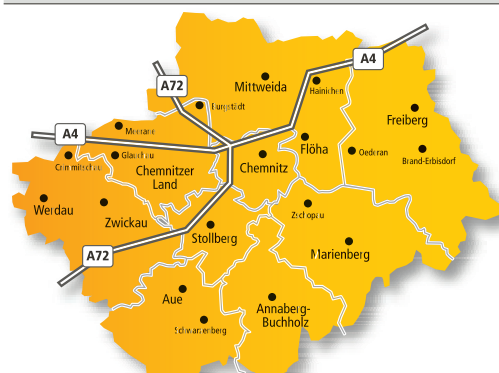 A4
A72
Mittweida
Hainichen
Burgstädt
Freiberg
Meerane
A4
Flöha
Oederan
Brand-Erbisdorf
Crimmitschau
Glauchau
Chemnitzer
Land
Chemnitz
Werdau
Zwickau
Zschopau
Stollberg
Marienberg
A72
Aue
Annaberg-
Buchholz
Schwarzenberg